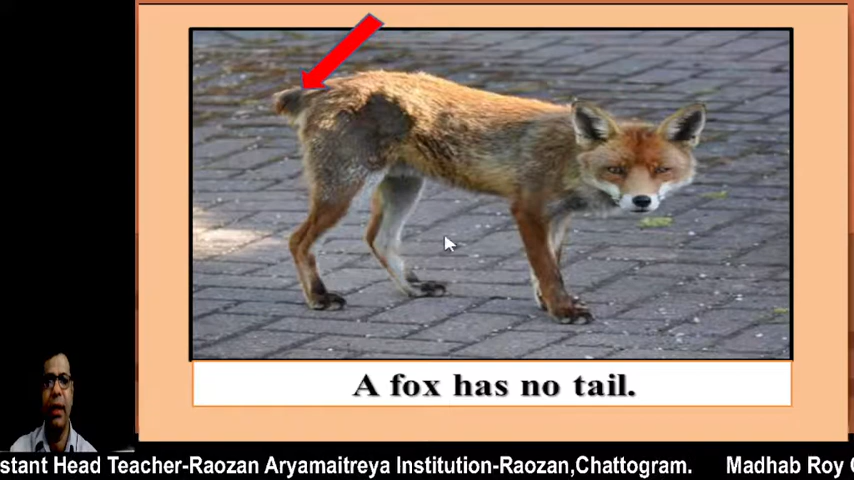 A fox has no tail.
stant Head Teacher-Raozan Aryamaitreya Institution-Raozan,Chattogram. Madhab Roy